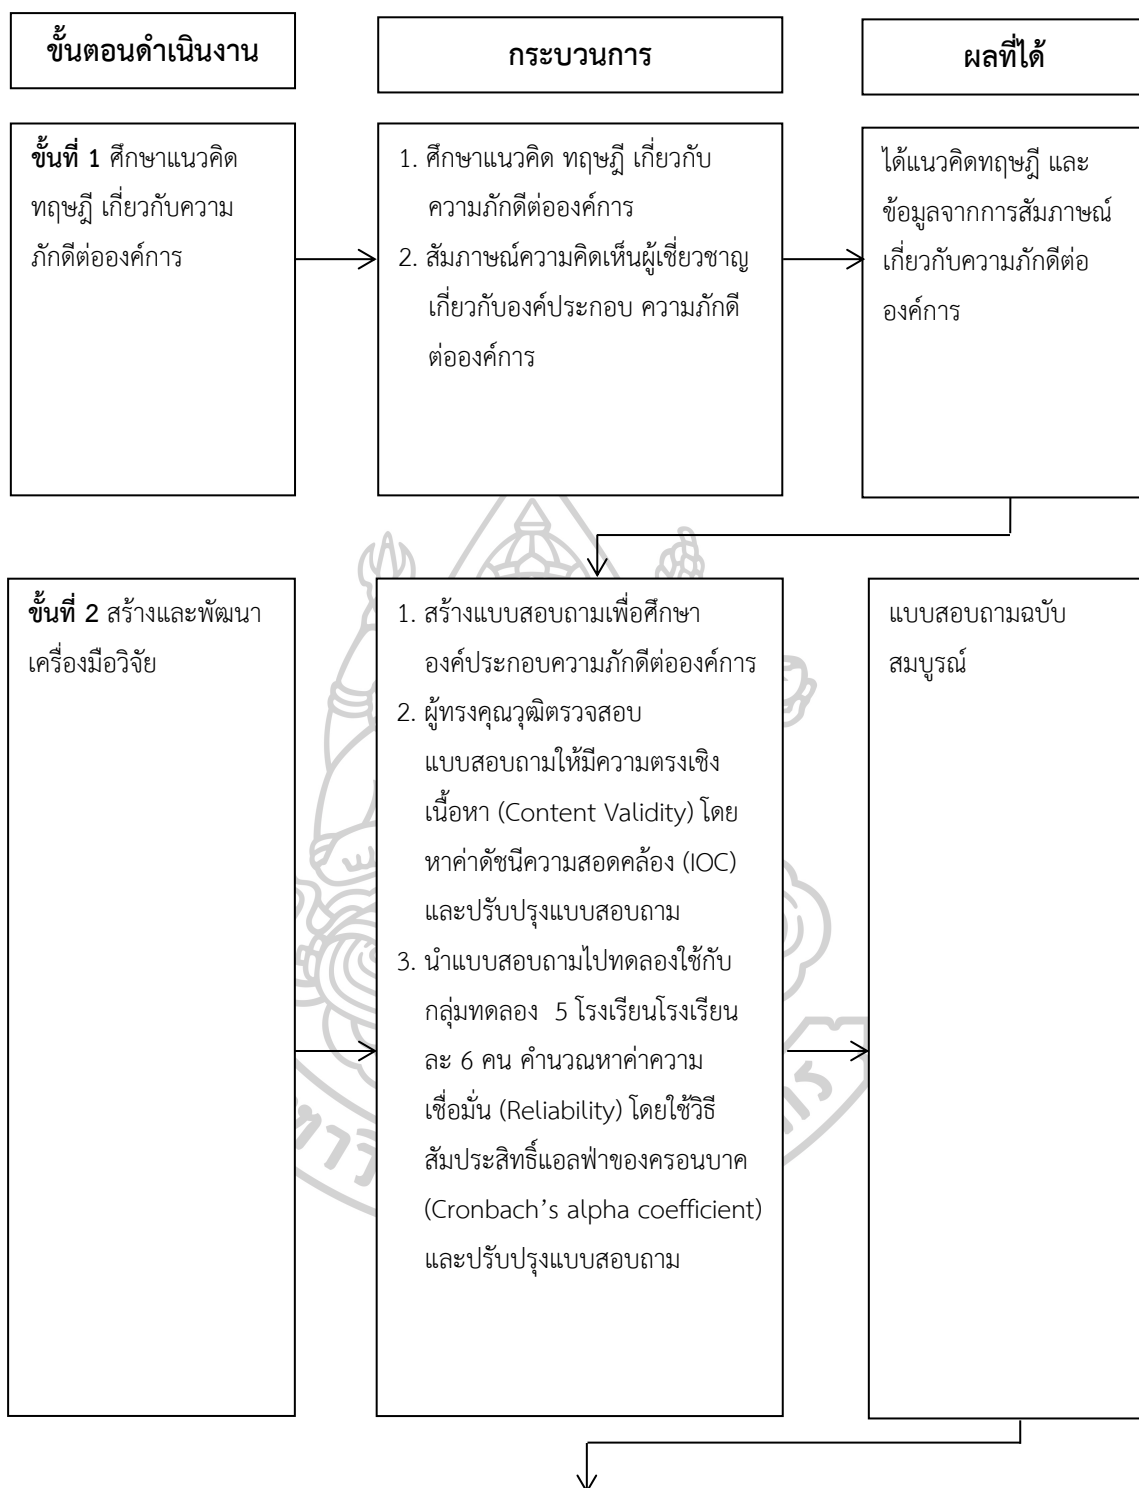 ขั้นตอนดำเนินงาน
กระบวนการ
ผลที่ได้
ขั้นที่ 1 ศึกษาแนวคิด
ทฤษฎี เกี่ยวกับความ
ภักดีต่อองค์การ
1. ศึกษาแนวคิด ทฤษฎี เกี่ยวกับ
ความภักดีต่อองค์การ
2. สัมภาษณ์ความคิดเห็นผู้เชี่ยวชาญ
เกี่ยวกับองค์ประกอบ ความภักดี
ต่อองค์การ
ได้แนวคิดทฤษฎี และ
ข้อมูลจากการสัมภาษณ์
เกี่ยวกับความภักดีต่อ
องค์การ
ขั้นที่ 2 สร้างและพัฒนา
เครื่องมือวิจัย
1. สร้างแบบสอบถามเพื่อศึกษา
องค์ประกอบความภักดีต่อองค์การ
2. ผู้ทรงคุณวุฒิตรวจสอบ
แบบสอบถามให้มีความตรงเชิง
เนื้อหา (Content Validity) โดย
หาค่าดัชนีความสอดคล้อง (IOC)
และปรับปรุงแบบสอบถาม
3. นำแบบสอบถามไปทดลองใช้กับ
กลุ่มทดลอง 5 โรงเรียนโรงเรียน
ละ 6 คน คำนวณหาค่าความ
เชื่อมั่น (Reliability) โดยใช้วิธี
สัมประสิทธิ์แอลฟ่าของครอนบาค
(Cronbach's alpha coefficient)
และปรับปรุงแบบสอบถาม
แบบสอบถามฉบับ
สมบูรณ์